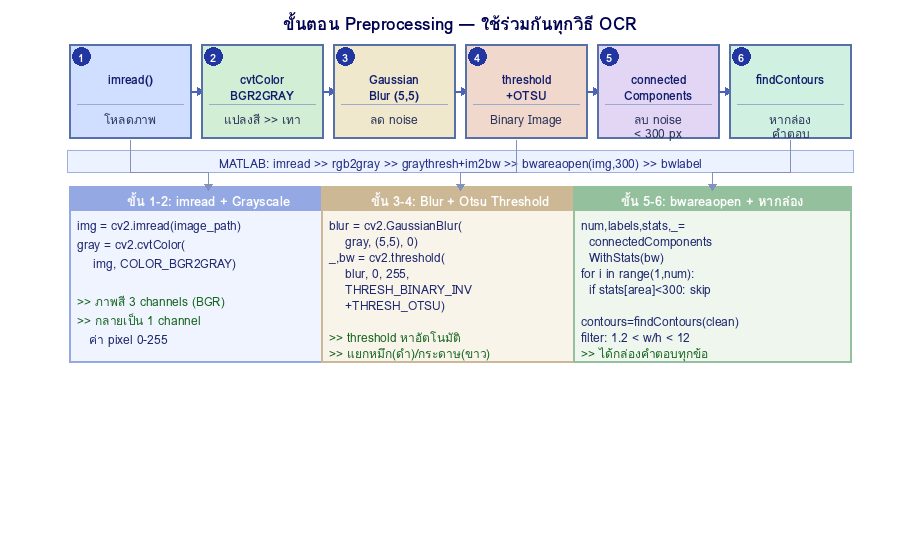 ขั้นตอน Preprocessing — ใช้ร่วมกันทุกวิธี OCR
1
imread()
โหลดภาพ
2
cvtColor
BGR2GRAY
แปลงสี >> เทา
3
Gaussian
Blur (5,5)
ลด noise
4
threshold
+OTSU
Binary Image
5
connected
Components
ลบ noise
< 300 px
6
findContours
หากล่อง
คำตอบ
MATLAB: imread >> rgb2gray >> graythresh+im2bw >> bwareaopen(img,300) >> bwlabel
ขั้น 1-2: imread + Grayscale
img = cv2.imread(image_path)
gray = cv2.cvtColor(
img, COLOR_BGR2GRAY)
>> ภาพสี 3 channels (BGR)
>> กลายเป็น 1 channel
ค่า pixel 0-255
ขั้น 3-4: Blur + Otsu Threshold
blur = cv2.GaussianBlur(
gray, (5,5), 0)
_,bw = cv2.threshold(
blur, 0, 255,
THRESH_BINARY_INV
+THRESH_OTSU)
>> threshold หาอัตโนมัติ
>> แยกหมึก(ดำ)/กระดาษ(ขาว)
ขั้น 5-6: bwareaopen + หากล่อง
num,labels,stats,_=
connectedComponents
WithStats(bw)
for i in range(1,num):
if stats[area]<300: skip
contours=findContours(clean)
filter: 1.2 < w/h < 12
>> ได้กล่องคำตอบทุกข้อ